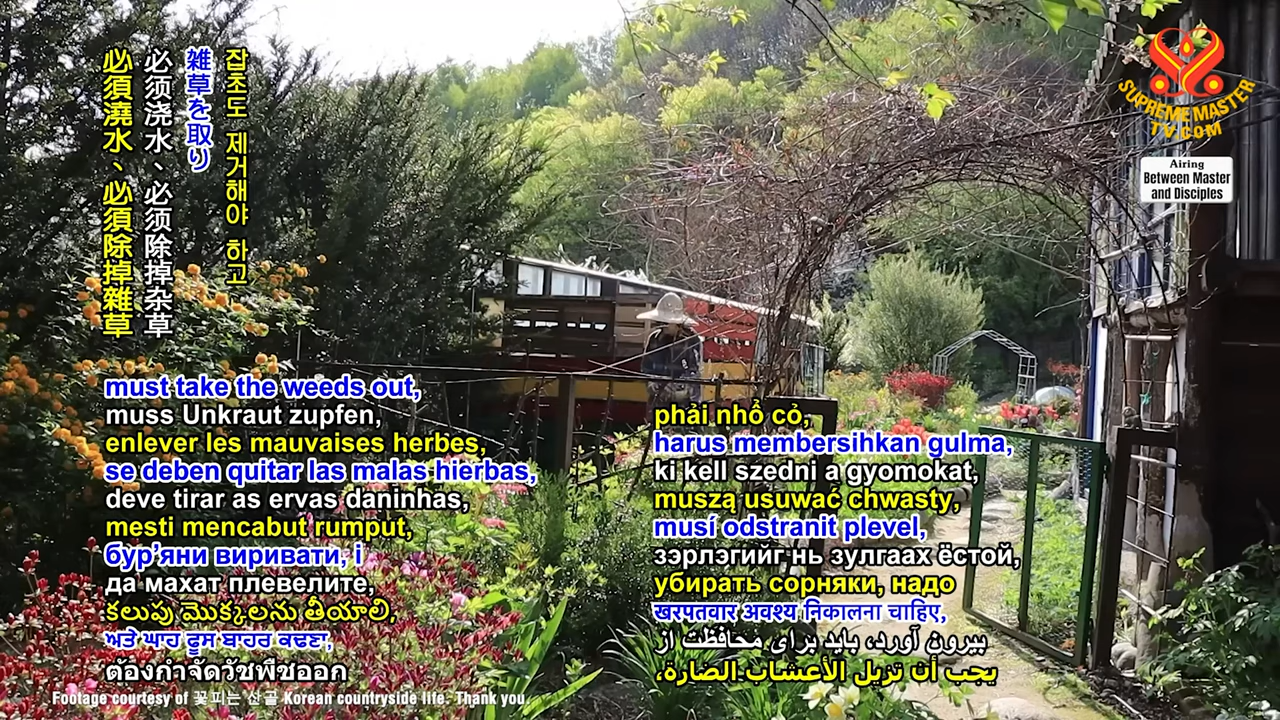 必須澆水、必須除掉雜草
必须浇水、必须除掉杂草
雑草を取り
잡초도 제거해야 하고
SUPREME MASTER
TV.COM
Airing
Between Master
and Disciples
must take the weeds out,
muss Unkraut zupfen,
enlever les mauvaises herbes,
se deben quitar las malas hierbas,
deve tirar as ervas daninhas,
mesti mencabut rumput,
бур’яни виривати, і
да махат плевелите,
కలుపు మొక్కలను తీయాలి,
ਅਤੇ ਘਾਹ ਫੂਸ ਬਾਹਰ ਕਢਣਾ,
ต้องกำจัดวัชพืชออก
phải nhổ cỏ,
harus membersihkan gulma,
ki kell szedni a gyomokat,
muszą usuwać chwasty,
musí odstranit plevel,
зэрлэгийг нь зулгаах ёстой,
убирать сорняки, надо
खरपतवार अवश्य निकालना चाहिए,
بیرون آورد، باید برای محافظت از
يجب أن تزيل الأعشاب الضارة،
Footage courtesy of 꽃피는 산골 Korean countryside life. Thank you.